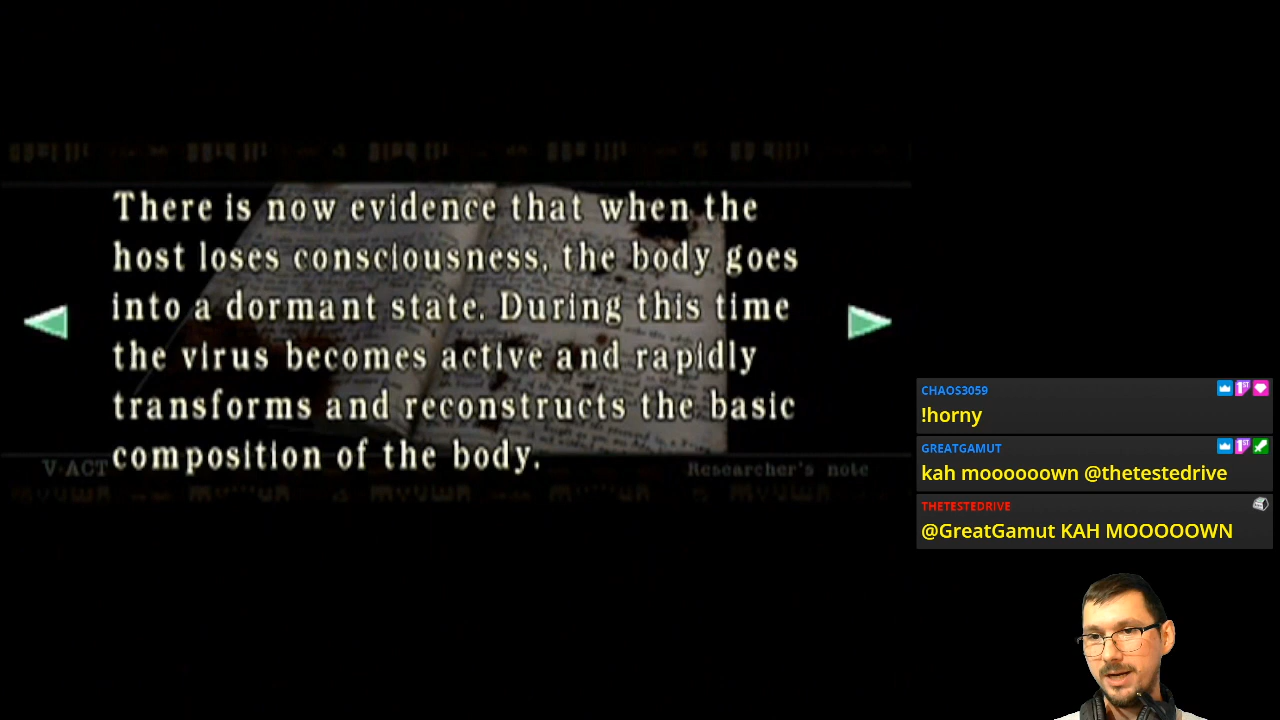 There is now evidence that when the
host loses consciousness, the body goes
into a dormant state. During this time
the virus becomes active and rapidly
transforms and reconstructs the basic
composition of the body.
V-ACT
Researcher's note
CHAOS3059
!horny
GREATGAMUT
kah moooooown @thetestedrive
THETESTEDRIVE
@GreatGamut KAH MOOOOOWN